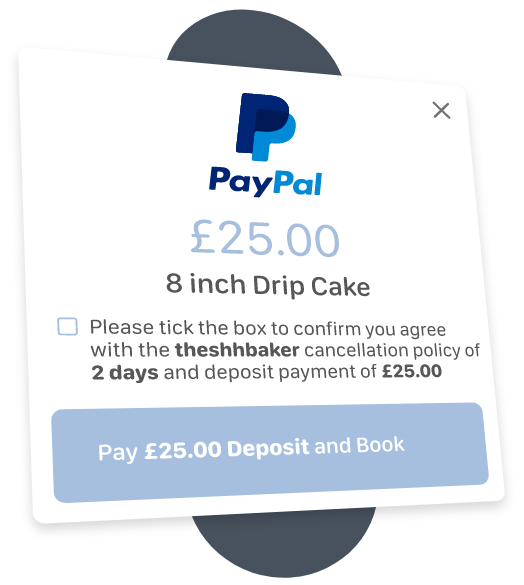 PayPal
£25.00
8 inch Drip Cake
Please tick the box to confirm you agree
with the theshhbaker cancellation policy of
2 days and deposit payment of £25.00
Pay £25.00 Deposit and Book